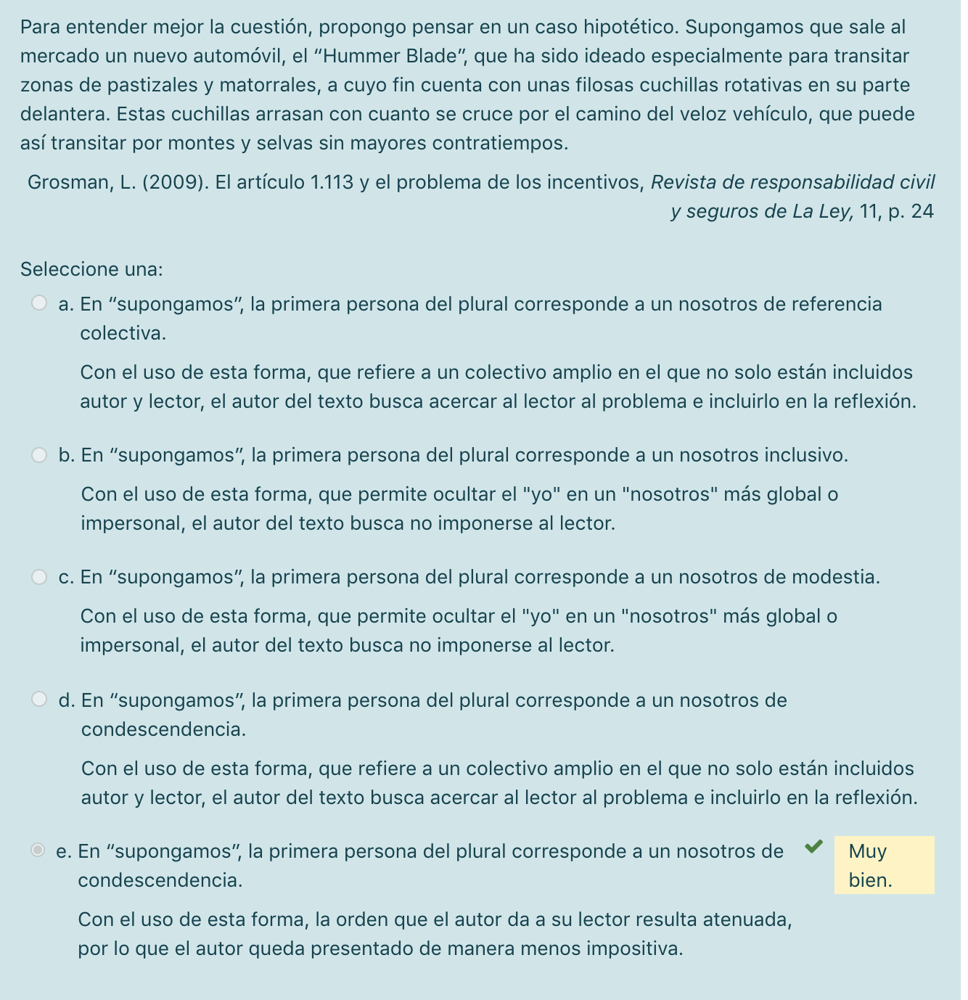 Para entender mejor la cuestión, propongo pensar en un caso hipotético. Supongamos que sale al
mercado un nuevo automóvil, el “Hummer Blade”, que ha sido ideado especialmente para transitar
zonas de pastizales y matorrales, a cuyo fin cuenta con unas filosas cuchillas rotativas en su parte
delantera. Estas cuchillas arrasan con cuanto se cruce por el camino del veloz vehículo, que puede
así transitar por montes y selvas sin mayores contratiempos.
Grosman, L. (2009). El artículo 1.113 y el problema de los incentivos, Revista de responsabilidad civil
y seguros de La Ley, 11, p. 24
Seleccione una:
a. En “supongamos”, la primera persona del plural corresponde a un nosotros de referencia
colectiva.
Con el uso de esta forma, que refiere a un colectivo amplio en el que no solo están incluidos
autor y lector, el autor del texto busca acercar al lector al problema e incluirlo en la reflexión.
b. En “supongamos”, la primera persona del plural corresponde a un nosotros inclusivo.
Con el uso de esta forma, que permite ocultar el "yo" en un "nosotros" más global o
impersonal, el autor del texto busca no imponerse al lector.
c. En “supongamos”, la primera persona del plural corresponde a un nosotros de modestia.
Con el uso de esta forma, que permite ocultar el "yo" en un "nosotros" más global o
impersonal, el autor del texto busca no imponerse al lector.
d. En “supongamos”, la primera persona del plural corresponde a un nosotros de
condescendencia.
Con el uso de esta forma, que refiere a un colectivo amplio en el que no solo están incluidos
autor y lector, el autor del texto busca acercar al lector al problema e incluirlo en la reflexión.
e. En “supongamos”, la primera persona del plural corresponde a un nosotros de
condescendencia.
Con el uso de esta forma, la orden que el autor da a su lector resulta atenuada,
por lo que el autor queda presentado de manera menos impositiva.
Muy
bien.